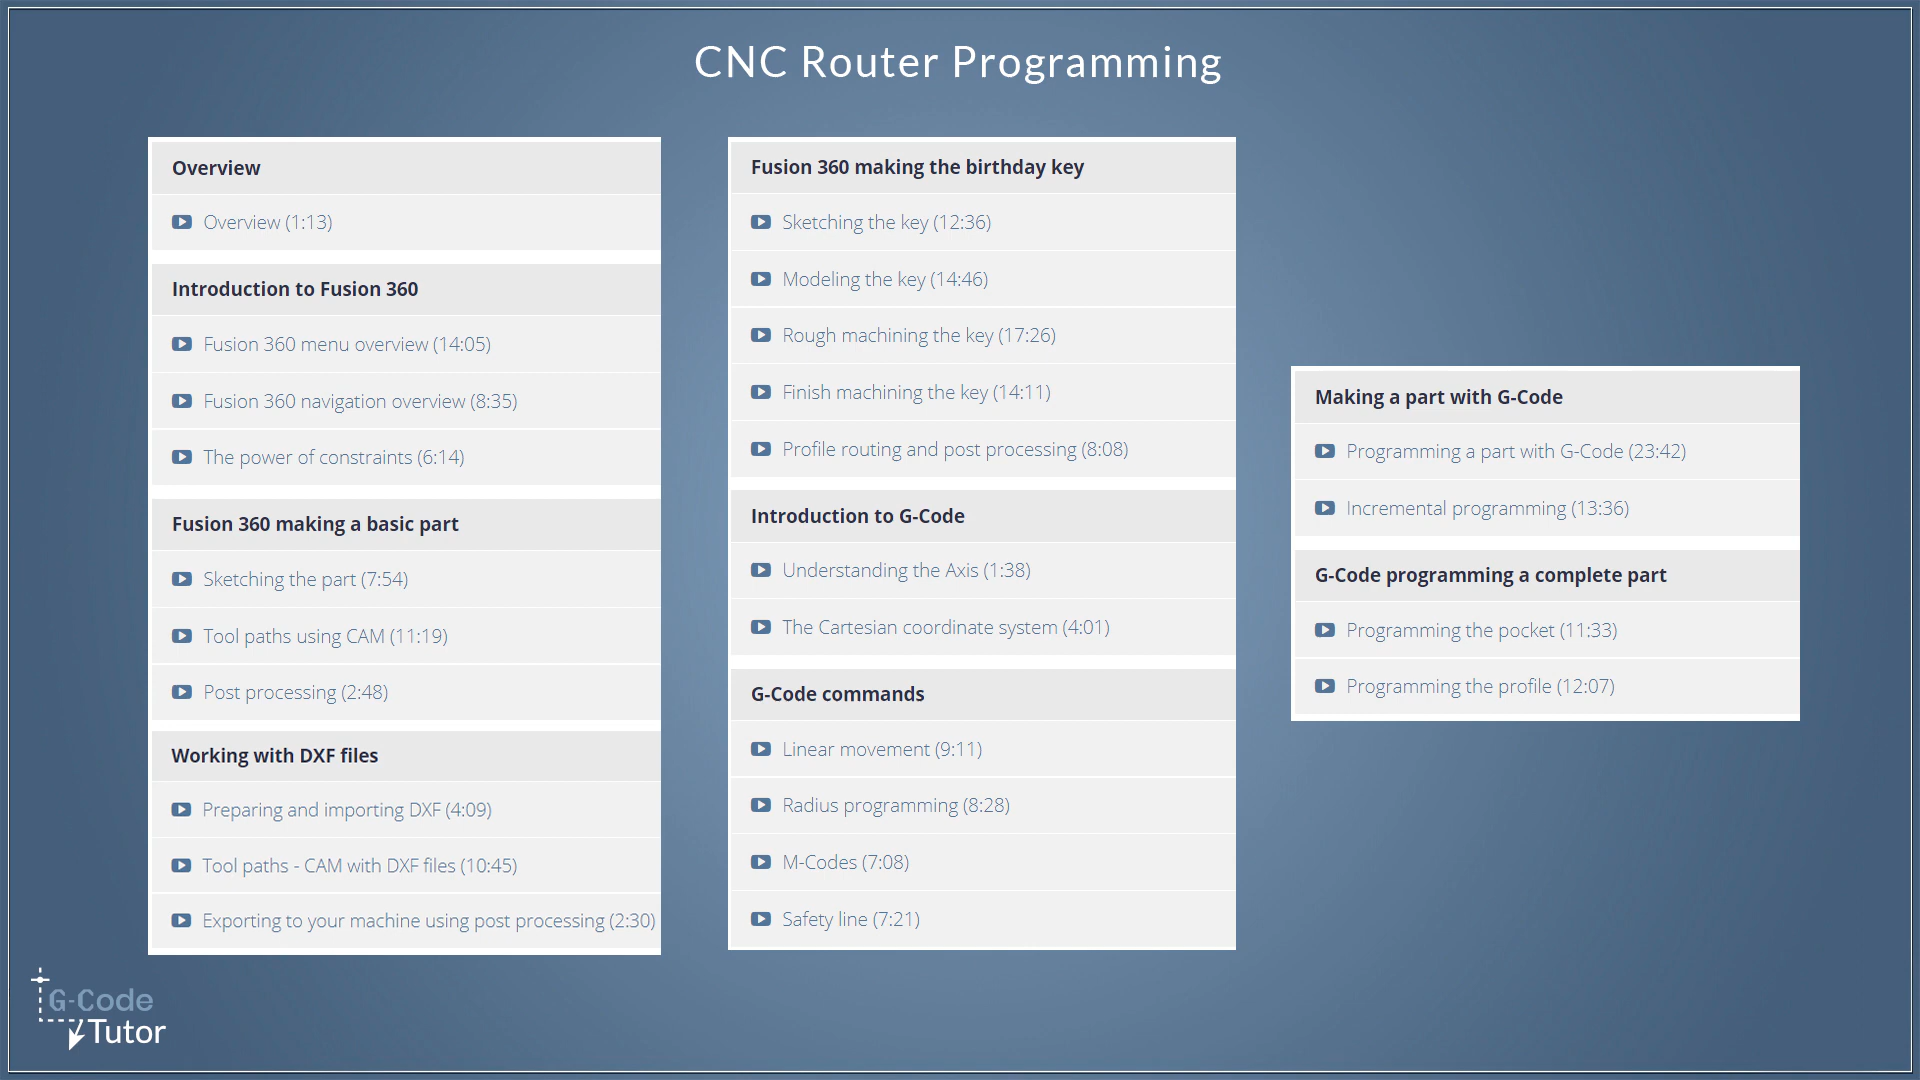 CNC Router Programming
Overview
Overview (1:13)
Introduction to Fusion 360
Fusion 360 menu overview (14:05)
Fusion 360 navigation overview (8:35)
The power of constraints (6:14)
Fusion 360 making a basic part
Sketching the part (7:54)
Tool paths using CAM (11:19)
Post processing (2:48)
Working with DXF files
Preparing and importing DXF (4:09)
Tool paths - CAM with DXF files (10:45)
Exporting to your machine using post processing (2:30)
Fusion 360 making the birthday key
Sketching the key (12:36)
Modeling the key (14:46)
Rough machining the key (17:26)
Finish machining the key (14:11)
Profile routing and post processing (8:08)
Introduction to G-Code
Understanding the Axis (1:38)
The Cartesian coordinate system (4:01)
G-Code commands
Linear movement (9:11)
Radius programming (8:28)
M-Codes (7:08)
Safety line (7:21)
Making a part with G-Code
Programming a part with G-Code (23:42)
Incremental programming (13:36)
G-Code programming a complete part
Programming the pocket (11:33)
Programming the profile (12:07)
G-Code
Tutor